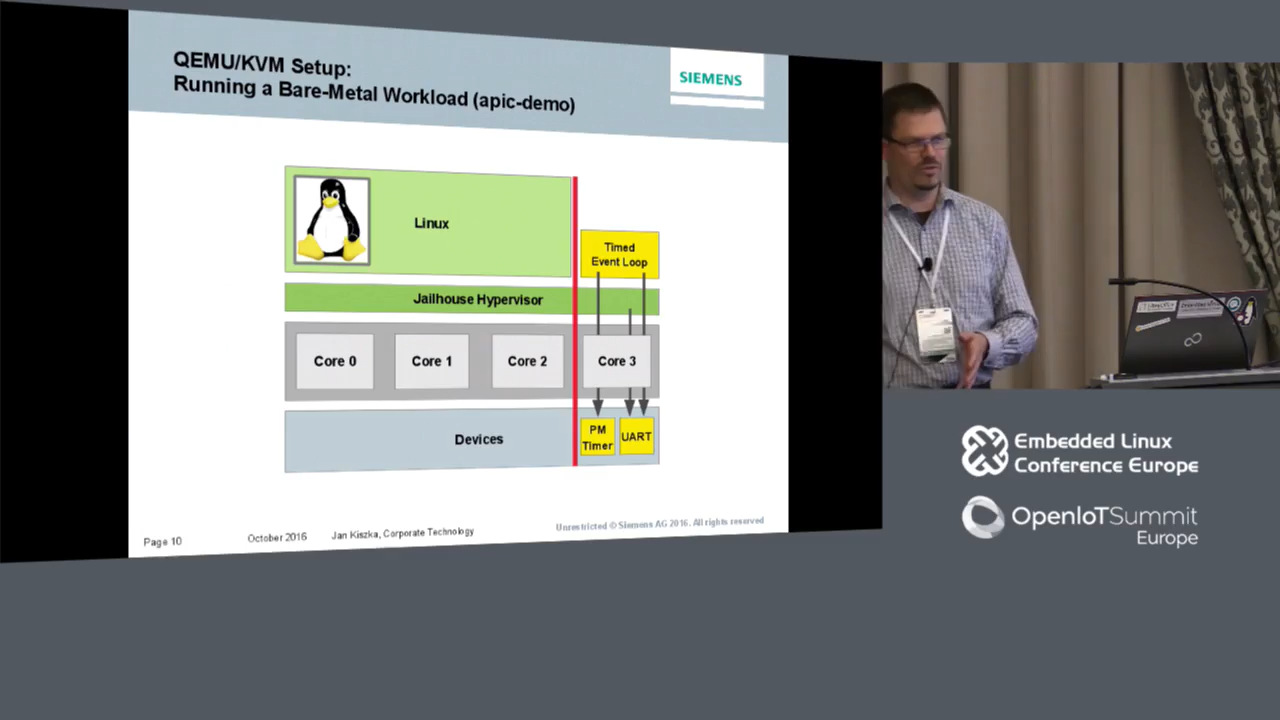 QEMU/KVM Setup:
Running a Bare-Metal Workload (apic-demo)
SIEMENS
Linux
Timed
Event Loop
Jailhouse Hypervisor
Core 0
Core 1
Core 2
Core 3
Devices
PM
Timer
UART
Page 10
October 2016
Jan Kiszka, Corporate Technology
Unrestricted © Siemens AG 2016. All rights reserved
Embedded Linux
Conference Europe
OpenIoTSummit
Europe